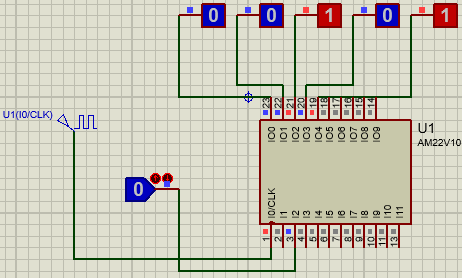 0 0 1 0 1
23 22 21 20 19 18 17 16 15 14
U1(I0/CLK)
IO0 IO1 IO2 IO3 IO4 IO5 IO6 IO7 IO8 IO9
U1
AM22V10
0
I0/CLK I1 I2 I3 I4 I5 I6 I7 I8 I9 I10 I11
1 2 3 4 5 6 7 8 9 10 11 13